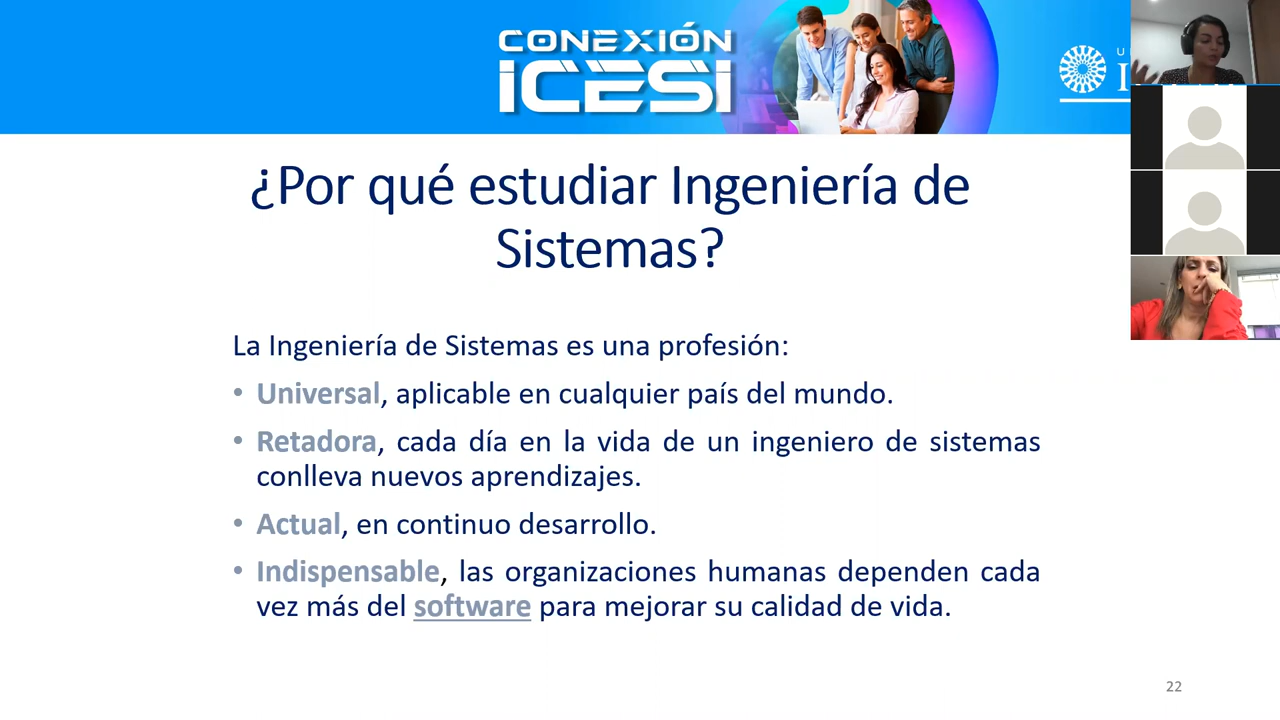 CONEXIÓN
ICESI
¿Por qué estudiar Ingeniería de
Sistemas?
La Ingeniería de Sistemas es una profesión:
• Universal, aplicable en cualquier país del mundo.
• Retadora, cada día en la vida de un ingeniero de sistemas
conlleva nuevos aprendizajes.
• Actual, en continuo desarrollo.
• Indispensable, las organizaciones humanas dependen cada
vez más del software para mejorar su calidad de vida.
22